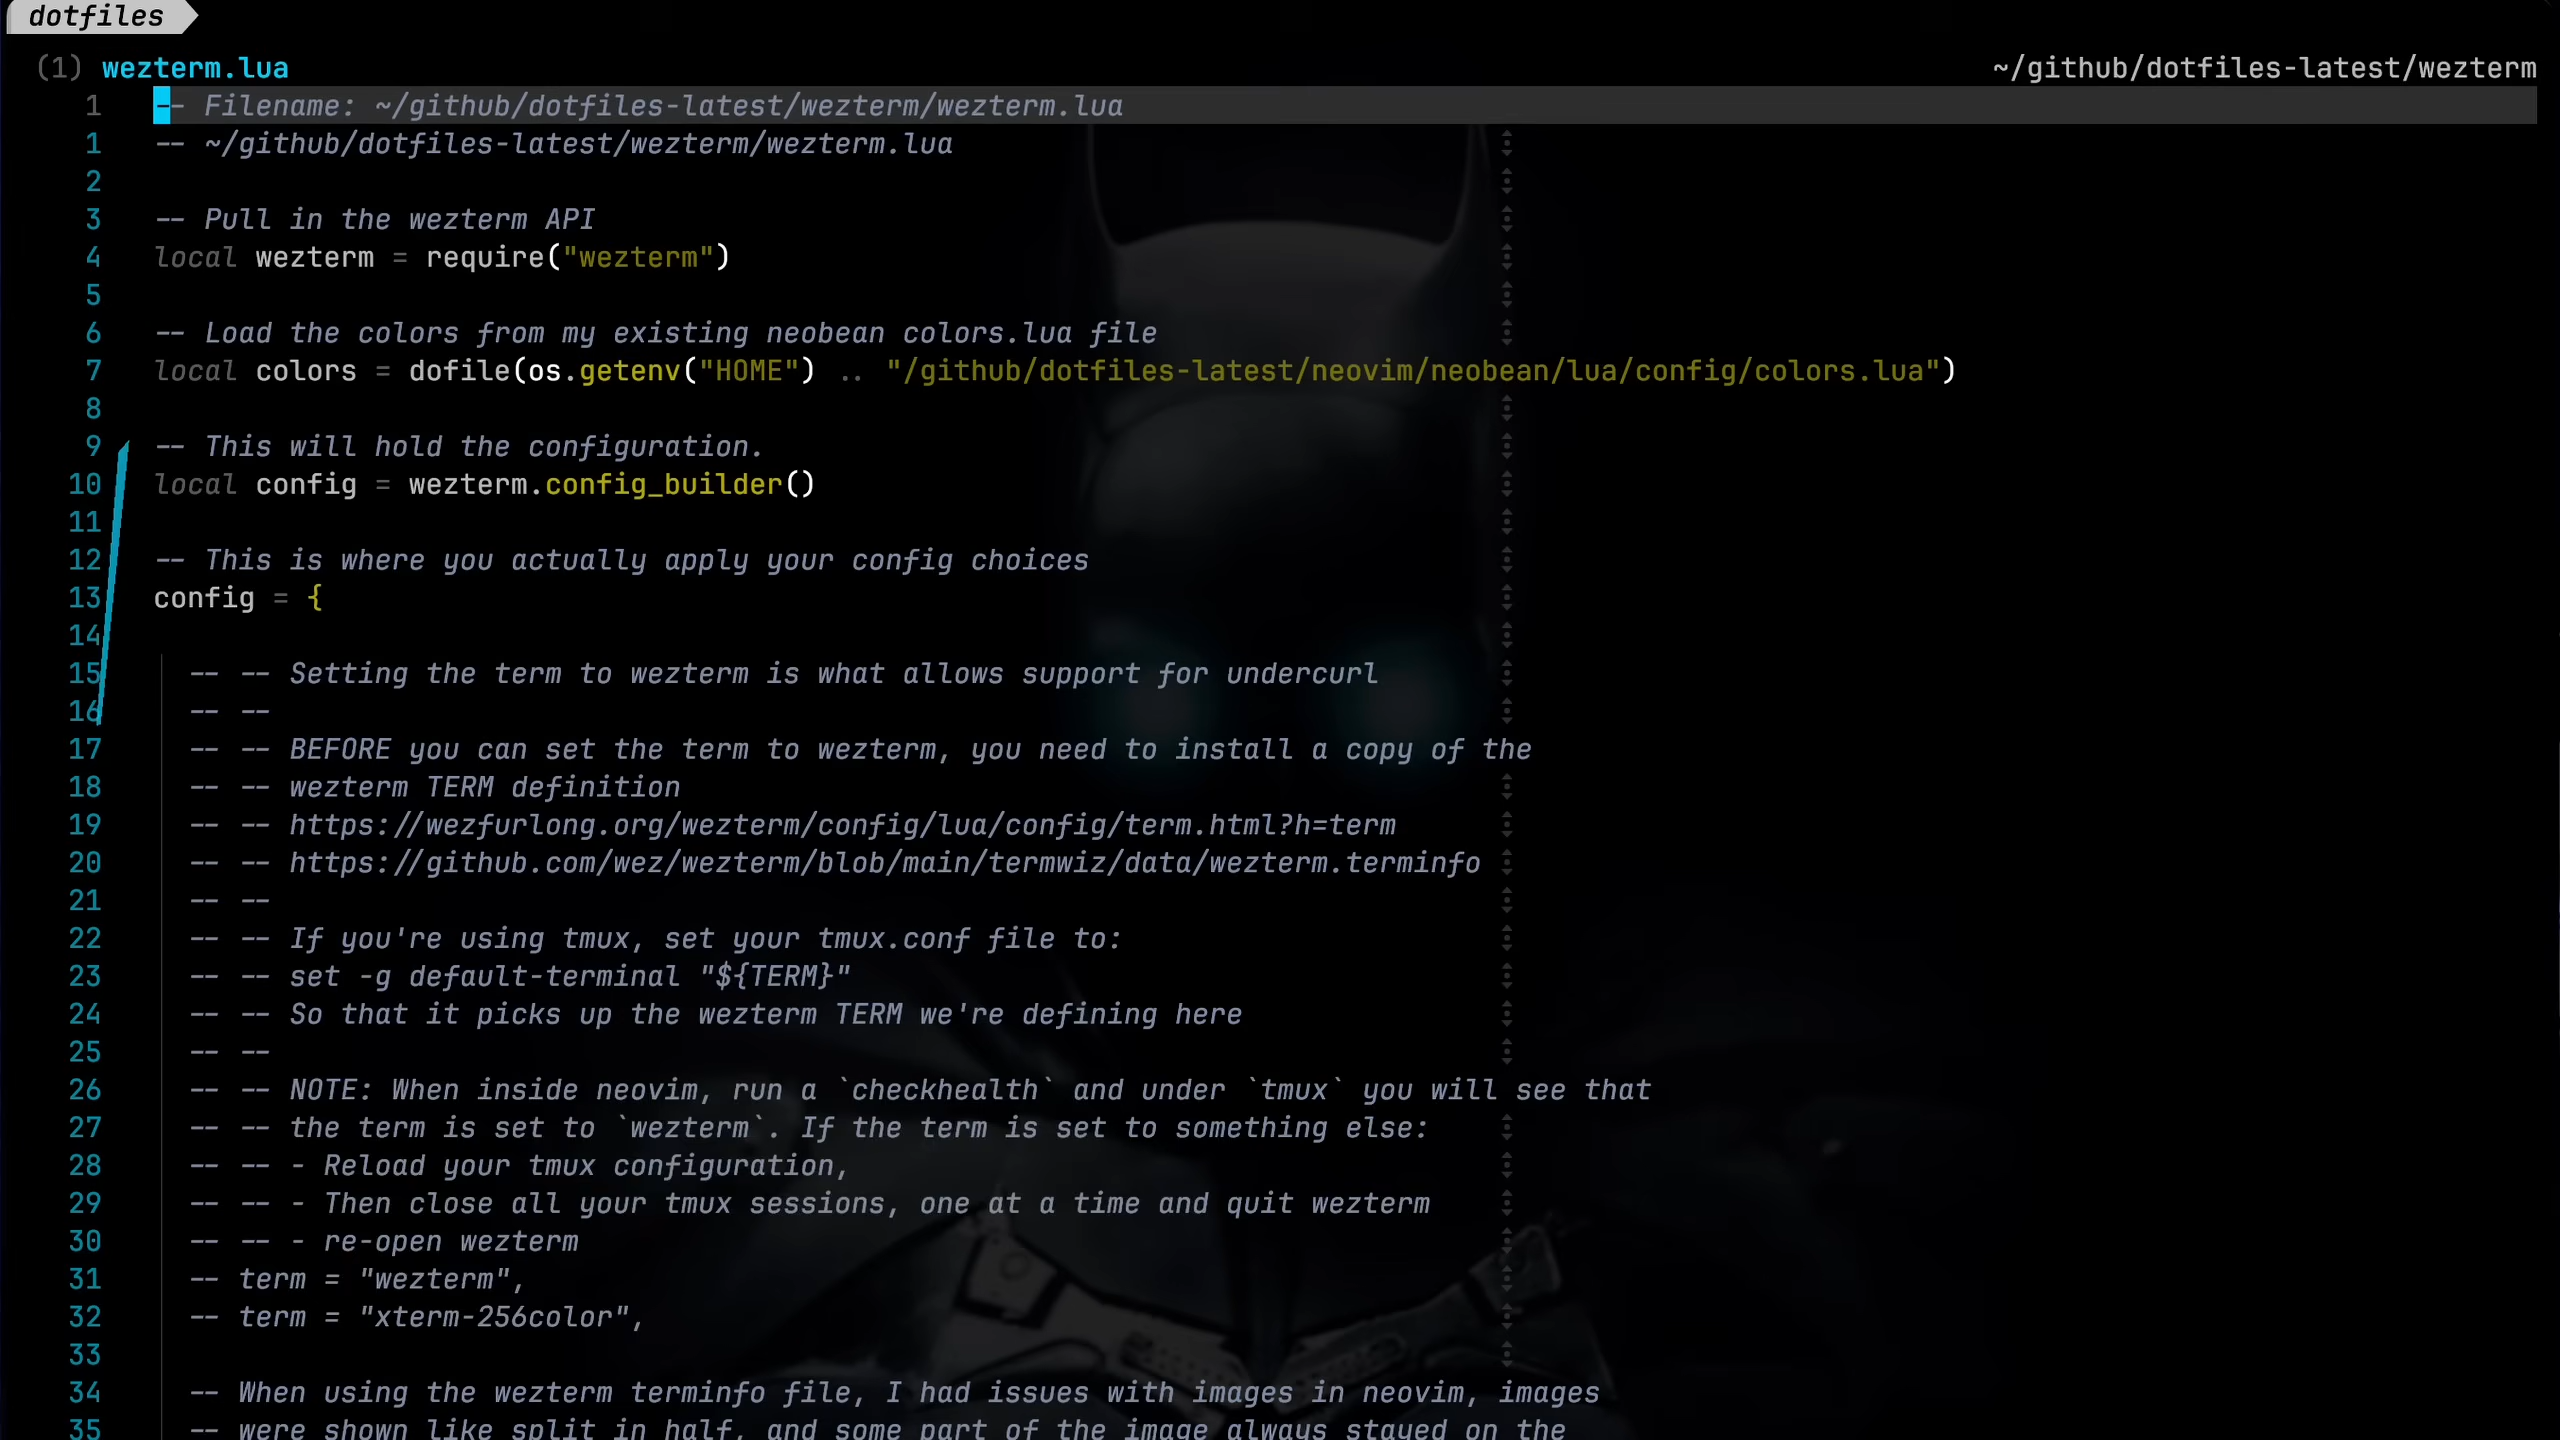 dotfiles
(1) wezterm.lua ~/github/dotfiles-latest/wezterm
1 -- Filename: ~/github/dotfiles-latest/wezterm/wezterm.lua
1 -- ~/github/dotfiles-latest/wezterm/wezterm.lua
2
3 -- Pull in the wezterm API
4 local wezterm = require("wezterm")
5
6 -- Load the colors from my existing neobean colors.lua file
7 local colors = dofile(os.getenv("HOME") .. "/github/dotfiles-latest/neovim/neobean/lua/config/colors.lua")
8
9 -- This will hold the configuration.
10 local config = wezterm.config_builder()
11
12 -- This is where you actually apply your config choices
13 config = {
14
15 -- -- Setting the term to wezterm is what allows support for undercurl
16 -- --
17 -- -- BEFORE you can set the term to wezterm, you need to install a copy of the
18 -- -- wezterm TERM definition
19 -- -- https://wezfurlong.org/wezterm/config/lua/config/term.html?h=term
20 -- -- https://github.com/wez/wezterm/blob/main/termwiz/data/wezterm.terminfo
21 -- --
22 -- -- If you're using tmux, set your tmux.conf file to:
23 -- -- set -g default-terminal "${TERM}"
24 -- -- So that it picks up the wezterm TERM we're defining here
25 -- --
26 -- -- NOTE: When inside neovim, run a `checkhealth` and under `tmux` you will see that
27 -- -- the term is set to `wezterm`. If the term is set to something else:
28 -- -- - Reload your tmux configuration,
29 -- -- - Then close all your tmux sessions, one at a time and quit wezterm
30 -- -- - re-open wezterm
31 -- term = "wezterm",
32 -- term = "xterm-256color",
33
34 -- When using the wezterm terminfo file, I had issues with images in neovim, images
35 -- were shown like split in half, and some part of the image always stayed on the